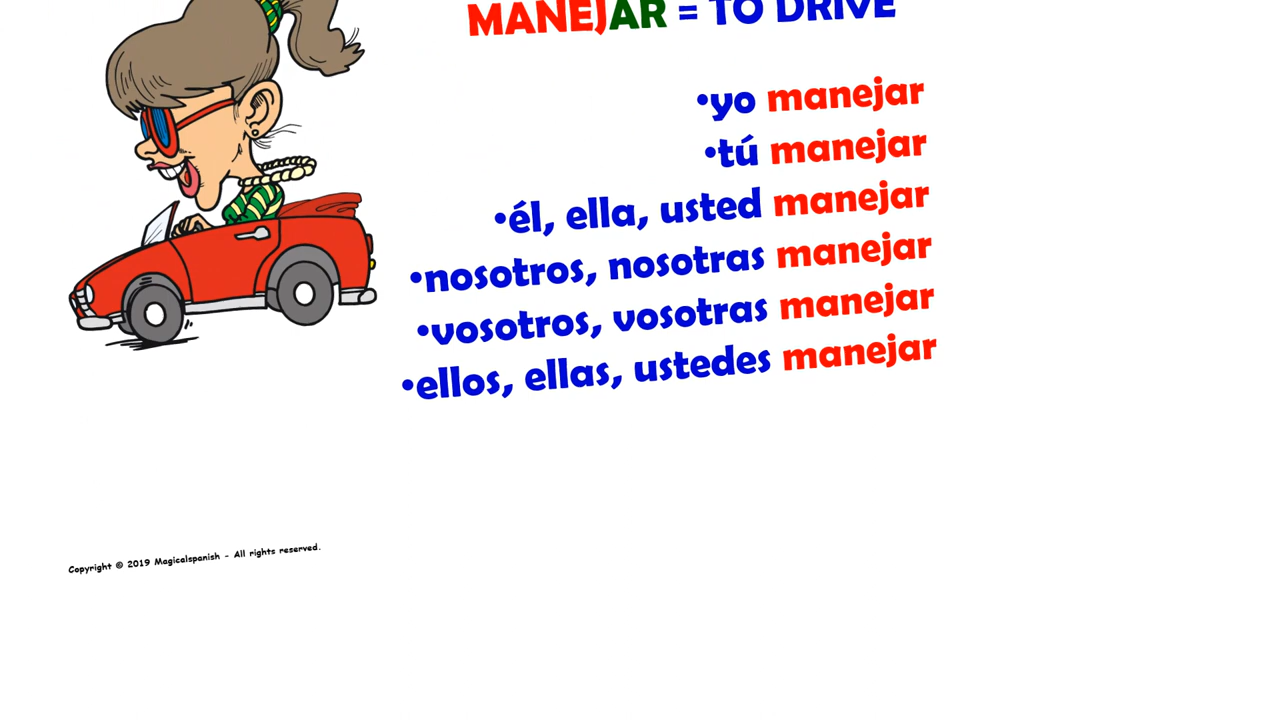 MANEJAR = TO DRIVE
•yo manejar
•tú manejar
•él, ella, usted manejar
•nosotros, nosotras manejar
•vosotros, vosotras manejar
•ellos, ellas, ustedes manejar
Copyright © 2019 Magicalspanish - All rights reserved.